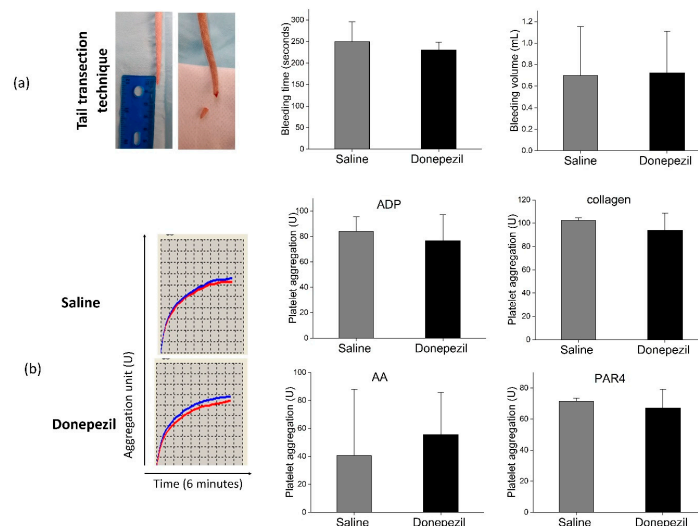 (a)
Tail transection
technique
Bleeding time (seconds)
300
250
200
150
100
50
0
Saline
Donepezil
Bleeding volume (mL)
1.2
1.0
0.8
0.6
0.4
0.2
0.0
Saline
Donepezil
(b)
Saline
Donepezil
Aggregation unit (U)
Time (6 minutes)
ADP
Platelet aggregation (U)
100
80
60
40
20
0
Saline
Donepezil
collagen
Platelet aggregation (U)
120
100
80
60
40
20
0
Saline
Donepezil
AA
Platelet aggregation (U)
100
80
60
40
20
0
Saline
Donepezil
PAR4
Platelet aggregation (U)
80
60
40
20
0
Saline
Donepezil